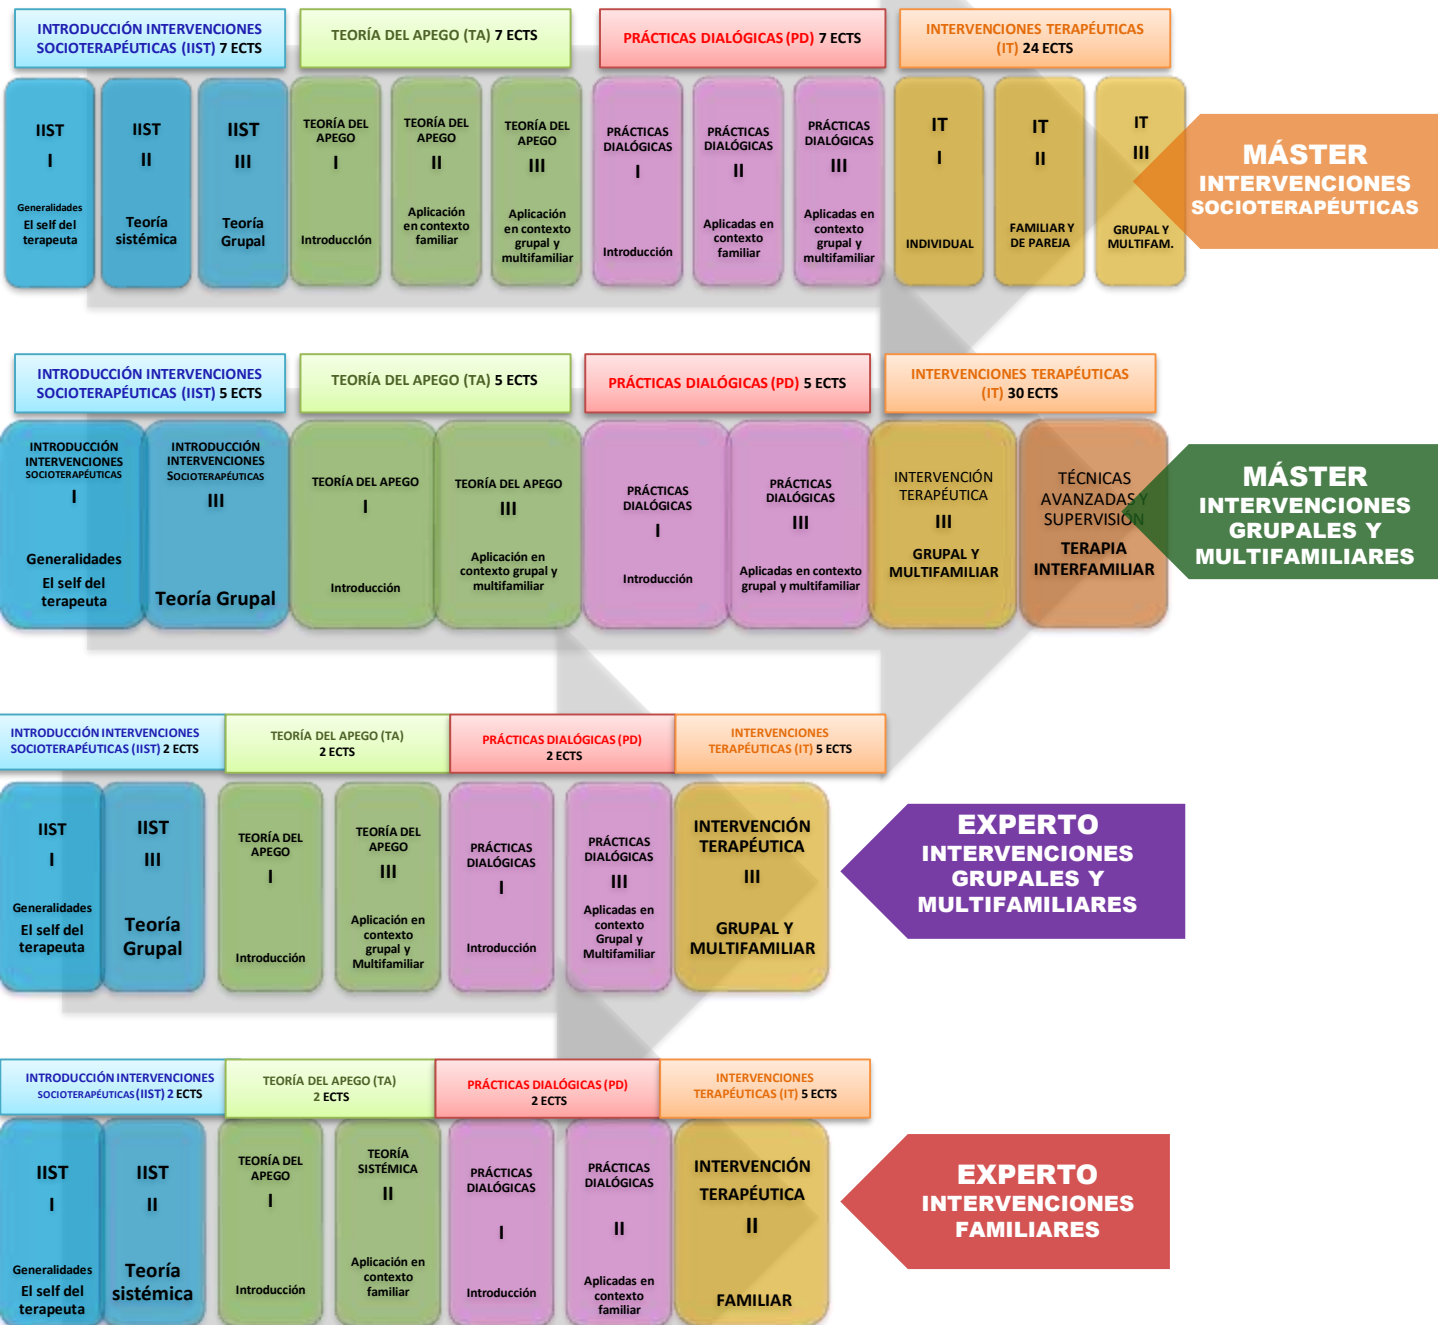 INTRODUCCIÓN INTERVENCIONES
SOCIOTERAPÉUTICAS (IIST) 7 ECTS
TEORÍA DEL APEGO (TA) 7 ECTS
PRÁCTICAS DIALÓGICAS (PD) 7 ECTS
INTERVENCIONES TERAPÉUTICAS
(IT) 24 ECTS
IIST
I
Generalidades
El self del
terapeuta
IIST
II
Teoría
sistémica
IIST
III
Teoría
Grupal
TEORÍA DEL
APEGO
I
Introducción
TEORÍA DEL
APEGO
II
Aplicación
en contexto
familiar
TEORÍA DEL
APEGO
III
Aplicación
en contexto
grupal y
multifamiliar
PRÁCTICAS
DIALÓGICAS
I
Introducción
PRÁCTICAS
DIALÓGICAS
II
Aplicadas en
contexto
familiar
PRÁCTICAS
DIALÓGICAS
III
Aplicadas en
contexto
grupal y
multifamiliar
IT
I
INDIVIDUAL
IT
II
FAMILIAR Y
DE PAREJA
IT
III
GRUPAL Y
MULTIFAM.
MÁSTER
INTERVENCIONES
SOCIOTERAPÉUTICAS
INTRODUCCIÓN INTERVENCIONES
SOCIOTERAPÉUTICAS (IIST) 5 ECTS
TEORÍA DEL APEGO (TA) 5 ECTS
PRÁCTICAS DIALÓGICAS (PD) 5 ECTS
INTERVENCIONES TERAPÉUTICAS
(IT) 30 ECTS
INTRODUCCIÓN
INTERVENCIONES
SOCIOTERAPÉUTICAS
I
Generalidades
El self del
terapeuta
INTRODUCCIÓN
INTERVENCIONES
SOCIOTERAPÉUTICAS
III
Teoría Grupal
TEORÍA DEL APEGO
I
Introducción
TEORÍA DEL APEGO
III
Aplicación en
contexto grupal y
multifamiliar
PRÁCTICAS
DIALÓGICAS
I
Introducción
PRÁCTICAS
DIALÓGICAS
III
Aplicadas en contexto
grupal y multifamiliar
INTERVENCIÓN
TERAPÉUTICA
III
GRUPAL Y
MULTIFAMILIAR
TÉCNICAS
AVANZADAS Y
SUPERVISIÓN
TERAPIA
INTERFAMILIAR
MÁSTER
INTERVENCIONES
GRUPALES Y
MULTIFAMILIARES
INTRODUCCIÓN INTERVENCIONES
SOCIOTERAPÉUTICAS (IIST) 2 ECTS
TEORÍA DEL APEGO (TA)
2 ECTS
PRÁCTICAS DIALÓGICAS (PD)
2 ECTS
INTERVENCIONES
TERAPÉUTICAS (IT) 5 ECTS
IIST
I
Generalidades
El self del
terapeuta
IIST
III
Teoría
Grupal
TEORÍA DEL
APEGO
I
Introducción
TEORÍA DEL
APEGO
III
Aplicación en
contexto
grupal y
Multifamiliar
PRÁCTICAS
DIALÓGICAS
I
Introducción
PRÁCTICAS
DIALÓGICAS
III
Aplicadas en
contexto
Grupal y
Multifamiliar
INTERVENCIÓN
TERAPÉUTICA
III
GRUPAL Y
MULTIFAMILIAR
EXPERTO
INTERVENCIONES
GRUPALES Y
MULTIFAMILIARES
INTRODUCCIÓN INTERVENCIONES
SOCIOTERAPÉUTICAS (IIST) 2 ECTS
TEORÍA DEL APEGO (TA)
2 ECTS
PRÁCTICAS DIALÓGICAS (PD)
2 ECTS
INTERVENCIONES
TERAPÉUTICAS (IT) 5 ECTS
IIST
I
Generalidades
El self del
terapeuta
IIST
II
Teoría
sistémica
TEORÍA DEL
APEGO
I
Introducción
TEORÍA
SISTÉMICA
II
Aplicación en
contexto
familiar
PRÁCTICAS
DIALÓGICAS
I
Introducción
PRÁCTICAS
DIALÓGICAS
II
Aplicadas en
contexto
familiar
INTERVENCIÓN
TERAPÉUTICA
II
FAMILIAR
EXPERTO
INTERVENCIONES
FAMILIARES